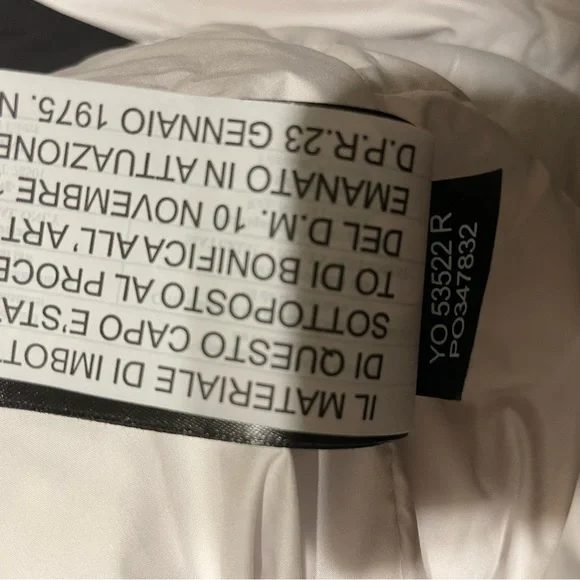 IL MATERIALE DI IMBOTT
DI QUESTO CAPO E'STA
SOTTOPOSTO AL PROCE
TO DI BONIFICA ALL' ART
DEL D.M. 10 NOVEMBRE
EMANATO IN ATTUAZIONE
D.P.R.23 GENNAIO 1975. N
YO 53522 R
PO347832